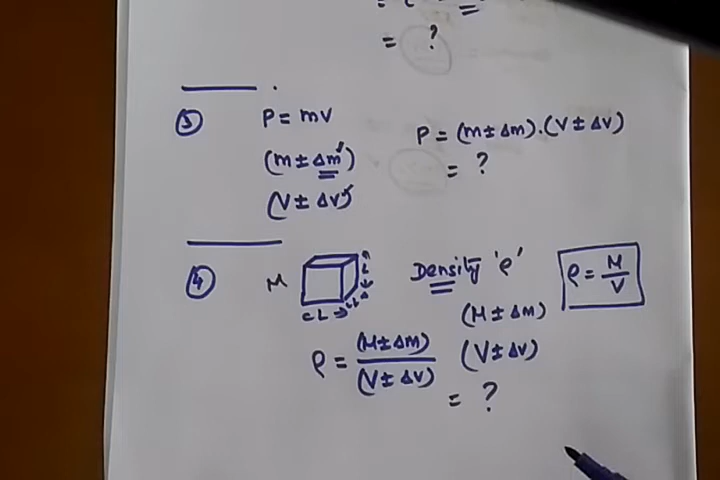 = ?
③ P = mv
P = (m ± Δm).(V ± Δv)
(m ± Δm)
= ?
(V ± Δv)
④ M
L
L
L
Density 'ρ'
ρ = M/V
(M ± Δm)
(V ± Δv)
ρ = (M ± Δm)/(V ± Δv)
= ?